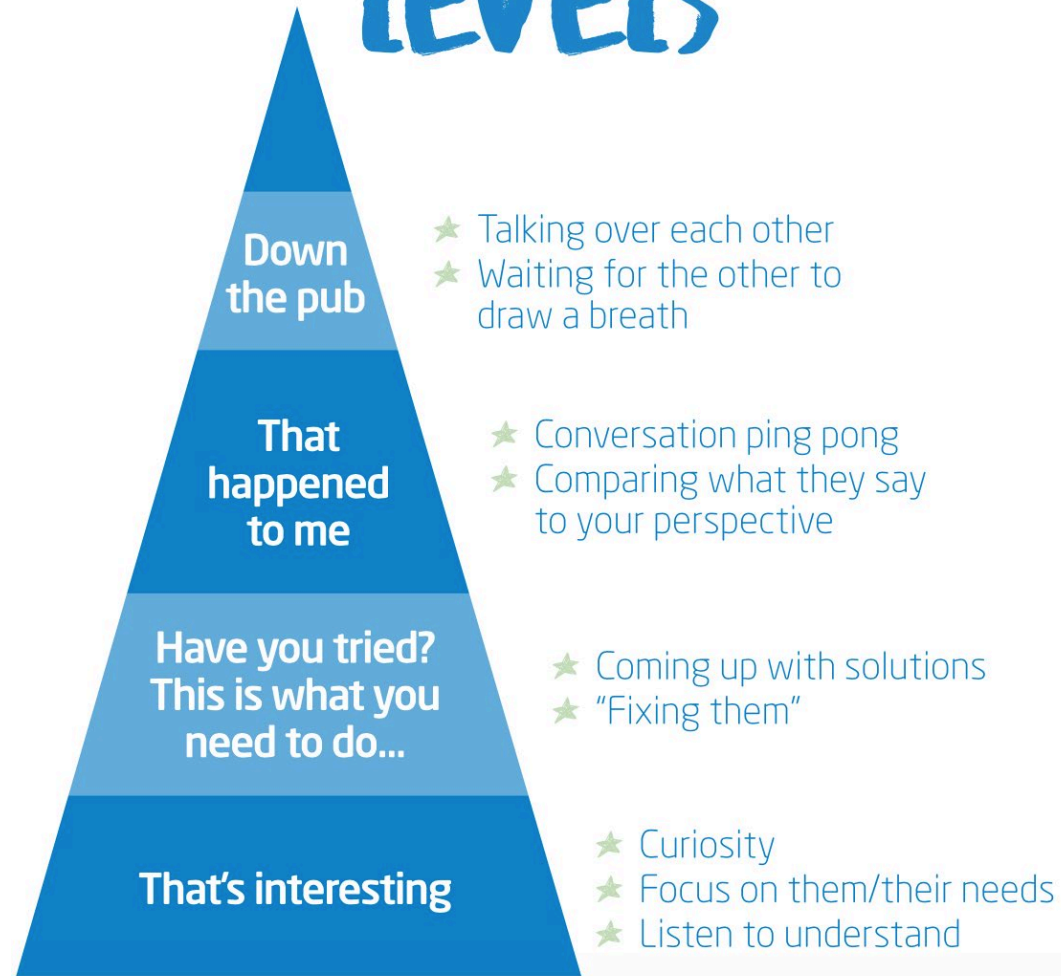 LEVELS
Down
the pub
Talking over each other
Waiting for the other to
draw a breath
That
happened
to me
Conversation ping pong
Comparing what they say
to your perspective
Have you tried?
This is what you
need to do...
Coming up with solutions
“Fixing them”
That’s interesting
Curiosity
Focus on them/their needs
Listen to understand